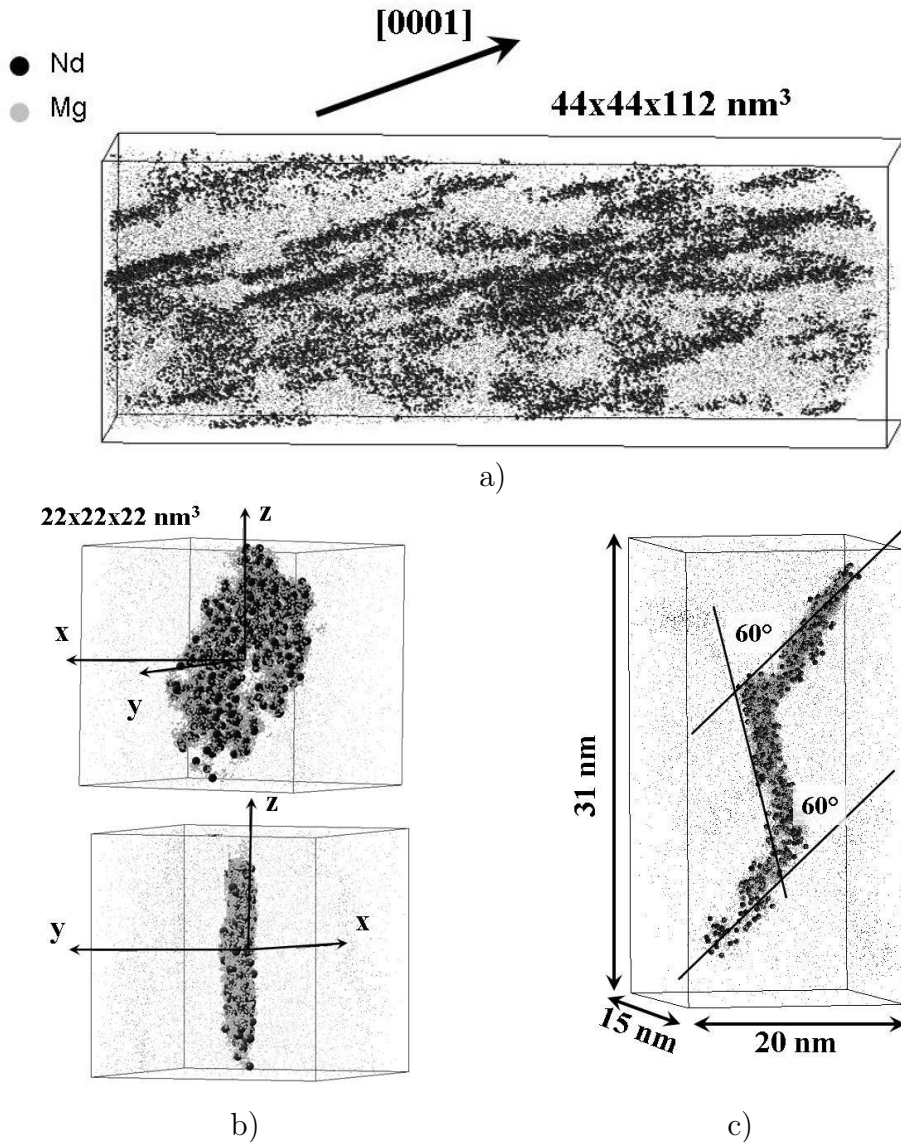 [0001]
Nd
Mg
44x44x112 nm³
a)
22x22x22 nm³
z
x
y
z
y
x
b)
60°
60°
31 nm
15 nm
20 nm
c)